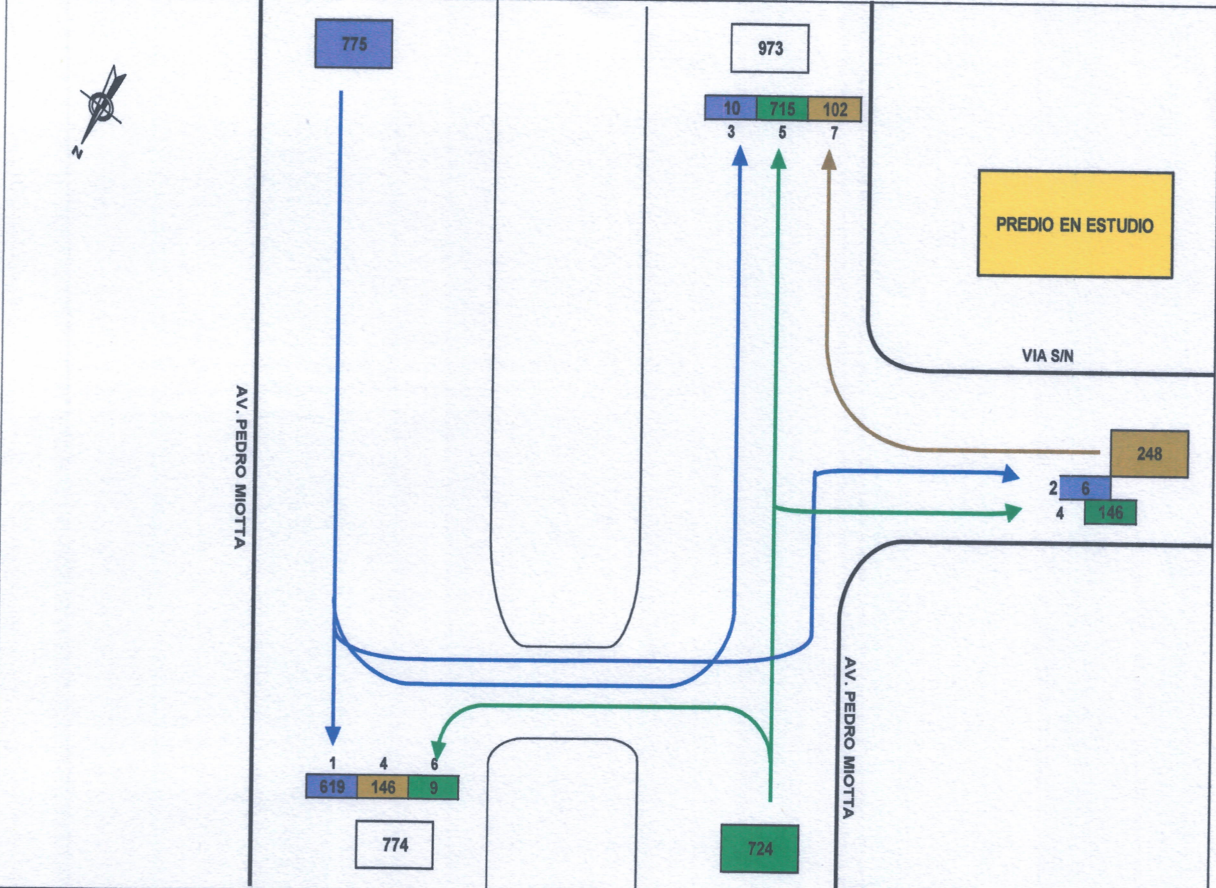 775
973
10 715 102
3 5 7
N
PREDIO EN ESTUDIO
VIA S/N
AV. PEDRO MIOTTA
248
2 6
4 146
AV. PEDRO MIOTTA
1 4 6
619 146 9
774
724